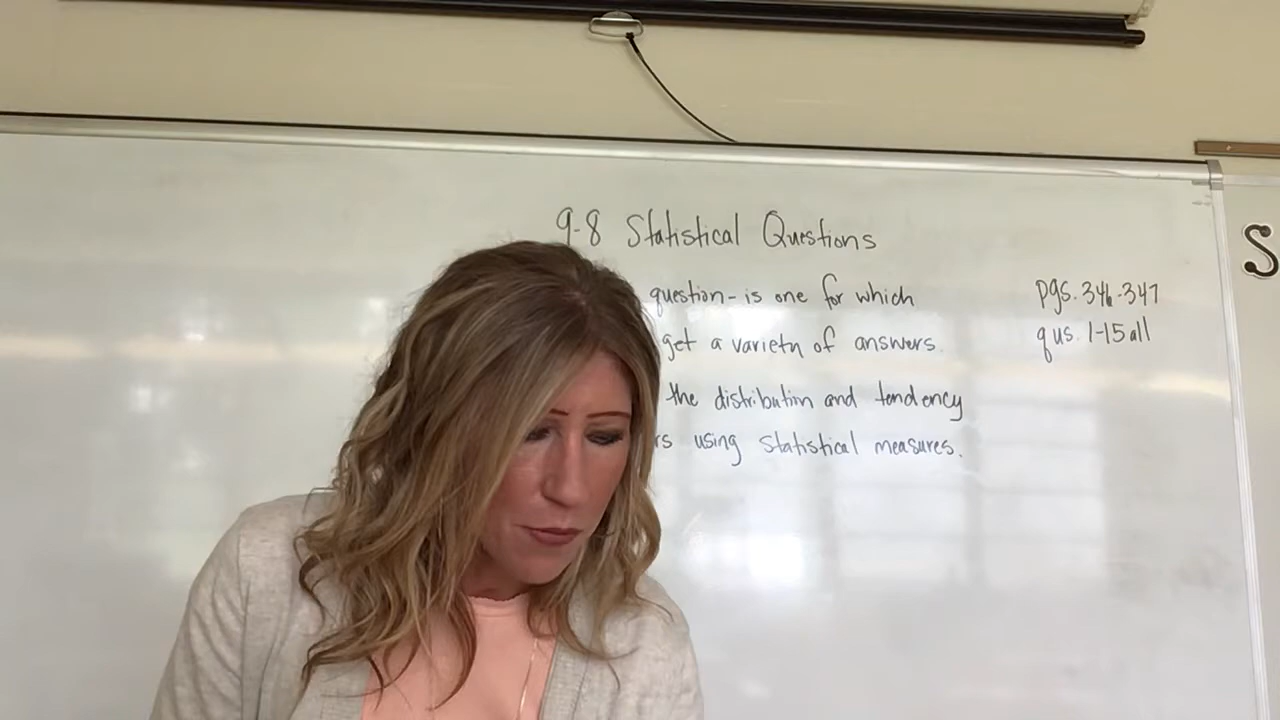 9-8 Statistical Questions
question - is one for which
get a variety of answers.
the distribution and tendency
rs using statistical measures.
pgs. 346-347
qus. 1-15 all
S